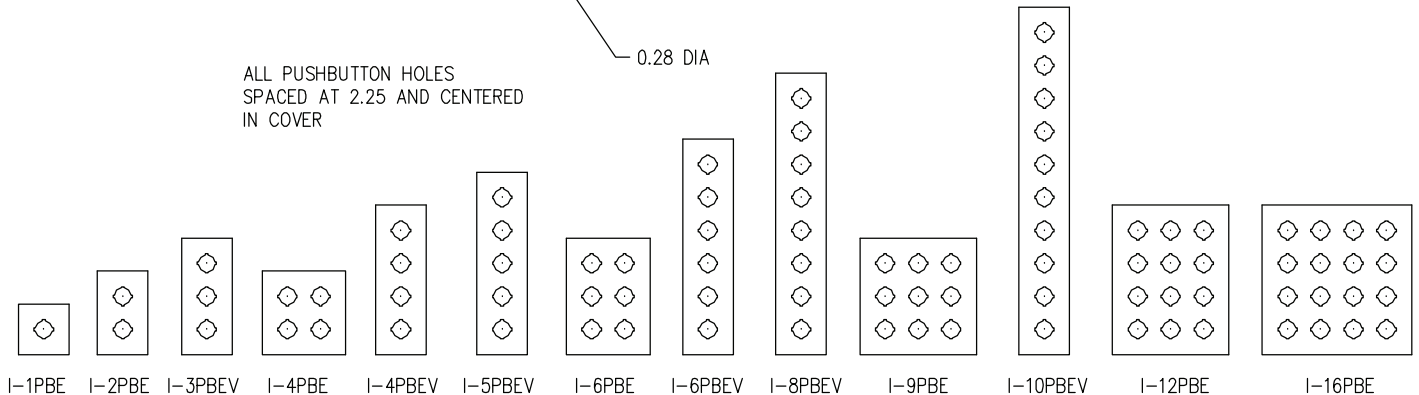 0.28 DIA
ALL PUSHBUTTON HOLES
SPACED AT 2.25 AND CENTERED
IN COVER
I-1PBE I-2PBE I-3PBEV I-4PBE I-4PBEV I-5PBEV I-6PBE I-6PBEV I-8PBEV I-9PBE I-10PBEV I-12PBE I-16PBE